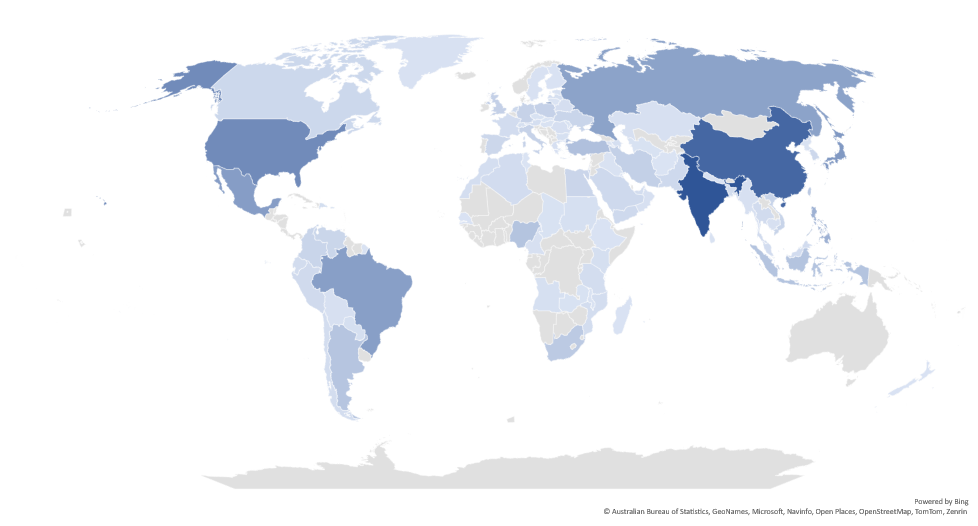 Powered by Bing
© Australian Bureau of Statistics, GeoNames, Microsoft, Navinfo, Open Places, OpenStreetMap, TomTom, Zenrin